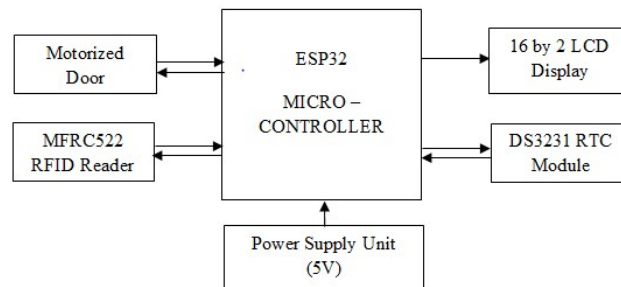 Motorized
Door
MFRC522
RFID Reader
ESP32
MICRO –
CONTROLLER
16 by 2 LCD
Display
DS3231 RTC
Module
Power Supply Unit
(5V)